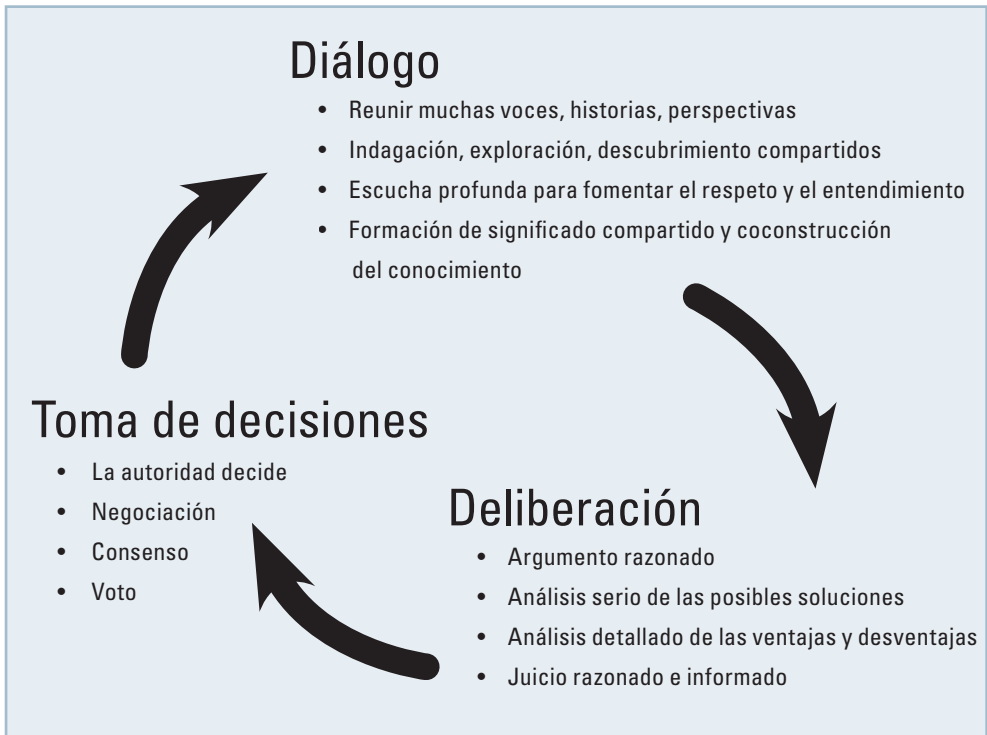 Diálogo
• Reunir muchas voces, historias, perspectivas
• Indagación, exploración, descubrimiento compartidos
• Escucha profunda para fomentar el respeto y el entendimiento
• Formación de significado compartido y coconstrucción
del conocimiento
Toma de decisiones
• La autoridad decide
• Negociación
• Consenso
• Voto
Deliberación
• Argumento razonado
• Análisis serio de las posibles soluciones
• Análisis detallado de las ventajas y desventajas
• Juicio razonado e informado